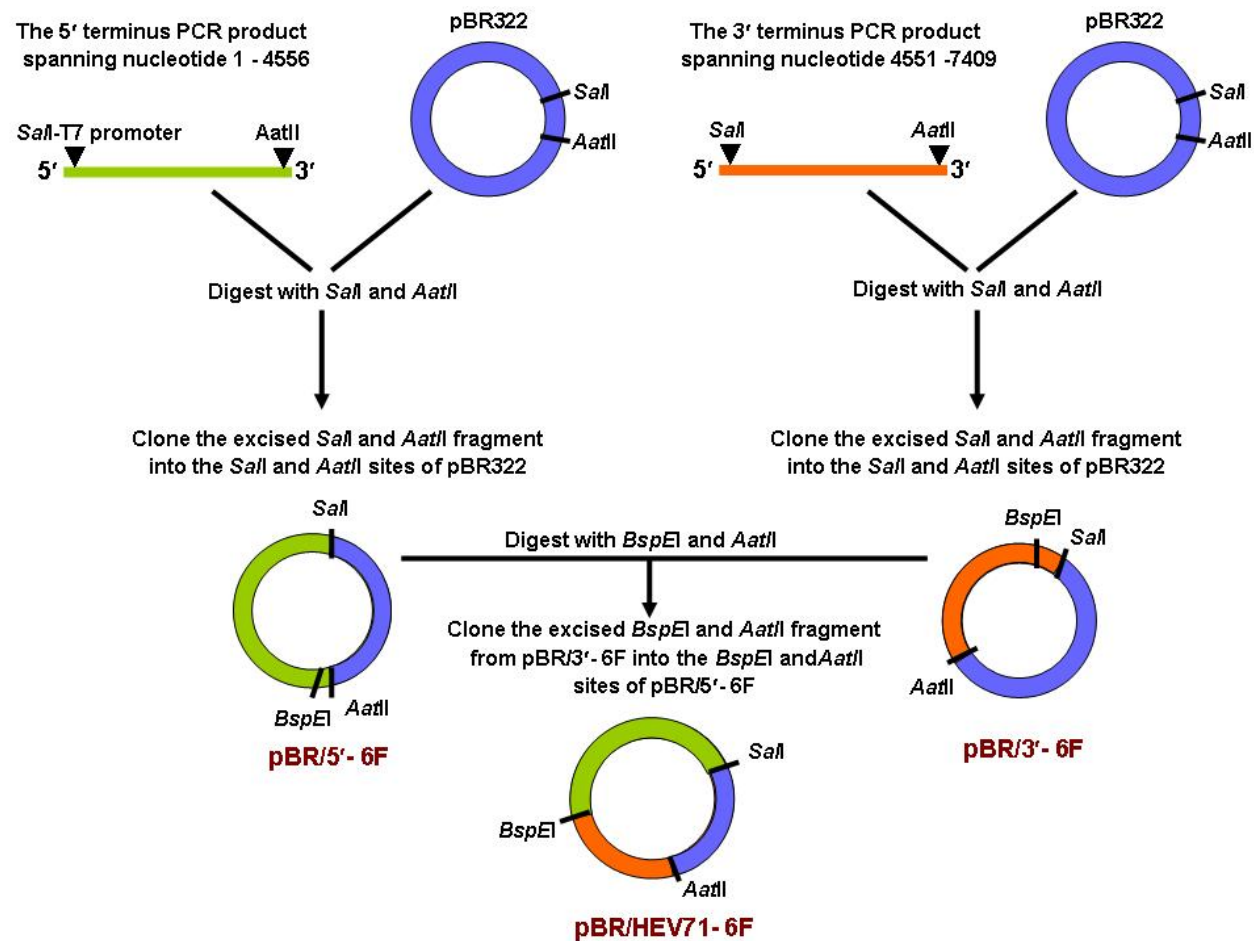 The 5′ terminus PCR product
spanning nucleotide 1 - 4556
pBR322
SalI
AatII
SalI-T7 promoter
AatII
5′
3′
Digest with SalI and AatII
Clone the excised SalI and AatII fragment
into the SalI and AatII sites of pBR322
The 3′ terminus PCR product
spanning nucleotide 4551 -7409
pBR322
SalI
AatII
SalI
AatII
5′
3′
Digest with SalI and AatII
Clone the excised SalI and AatII fragment
into the SalI and AatII sites of pBR322
SalI
BspEI
AatII
pBR/5′- 6F
Digest with BspEI and AatII
Clone the excised BspEI and AatII fragment
from pBR/3′- 6F into the BspEI andAatII
sites of pBR/5′- 6F
BspEI
SalI
AatII
pBR/3′- 6F
SalI
BspEI
AatII
pBR/HEV71- 6F